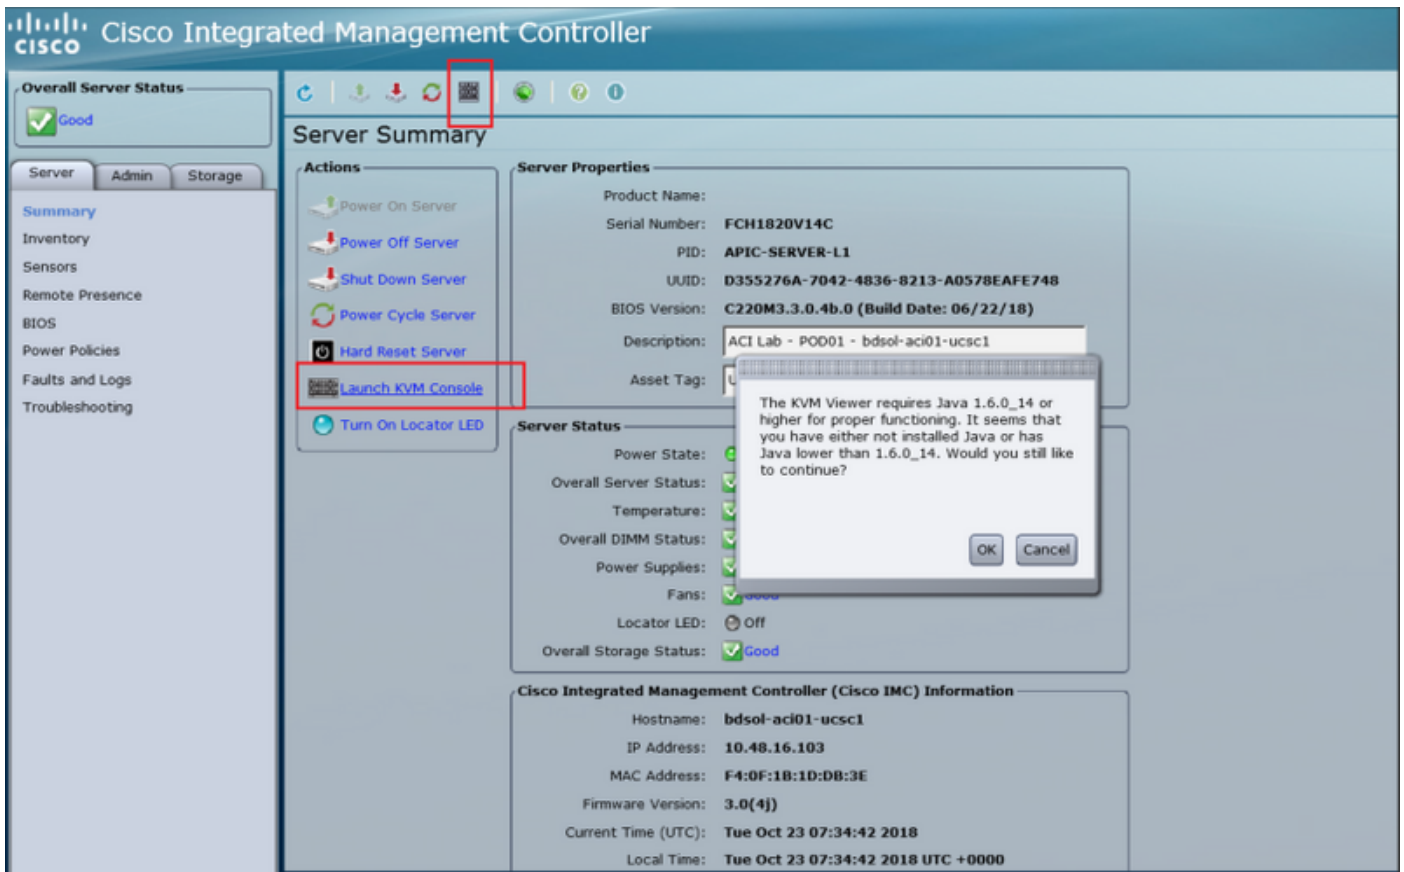 CISCO Cisco Integrated Management Controller
Overall Server Status
Good
Server Admin Storage
Summary
Inventory
Sensors
Remote Presence
BIOS
Power Policies
Faults and Logs
Troubleshooting
Server Summary
Actions
Power On Server
Power Off Server
Shut Down Server
Power Cycle Server
Hard Reset Server
Launch KVM Console
Turn On Locator LED
Server Properties
Product Name:
Serial Number: FCH1820V14C
PID: APIC-SERVER-L1
UUID: D355276A-7042-4836-8213-A0578EAFE748
BIOS Version: C220M3.3.0.4b.0 (Build Date: 06/22/18)
Description: ACI Lab - POD01 - bdsol-aci01-ucsc1
Asset Tag:
The KVM Viewer requires Java 1.6.0_14 or
higher for proper functioning. It seems that
you have either not installed Java or has
Java lower than 1.6.0_14. Would you still like
to continue?
OK Cancel
Server Status
Power State:
Overall Server Status:
Temperature:
Overall DIMM Status:
Power Supplies:
Fans: Good
Locator LED: Off
Overall Storage Status: Good
Cisco Integrated Management Controller (Cisco IMC) Information
Hostname: bdsol-aci01-ucsc1
IP Address: 10.48.16.103
MAC Address: F4:0F:1B:1D:DB:3E
Firmware Version: 3.0(4j)
Current Time (UTC): Tue Oct 23 07:34:42 2018
Local Time: Tue Oct 23 07:34:42 2018 UTC +0000